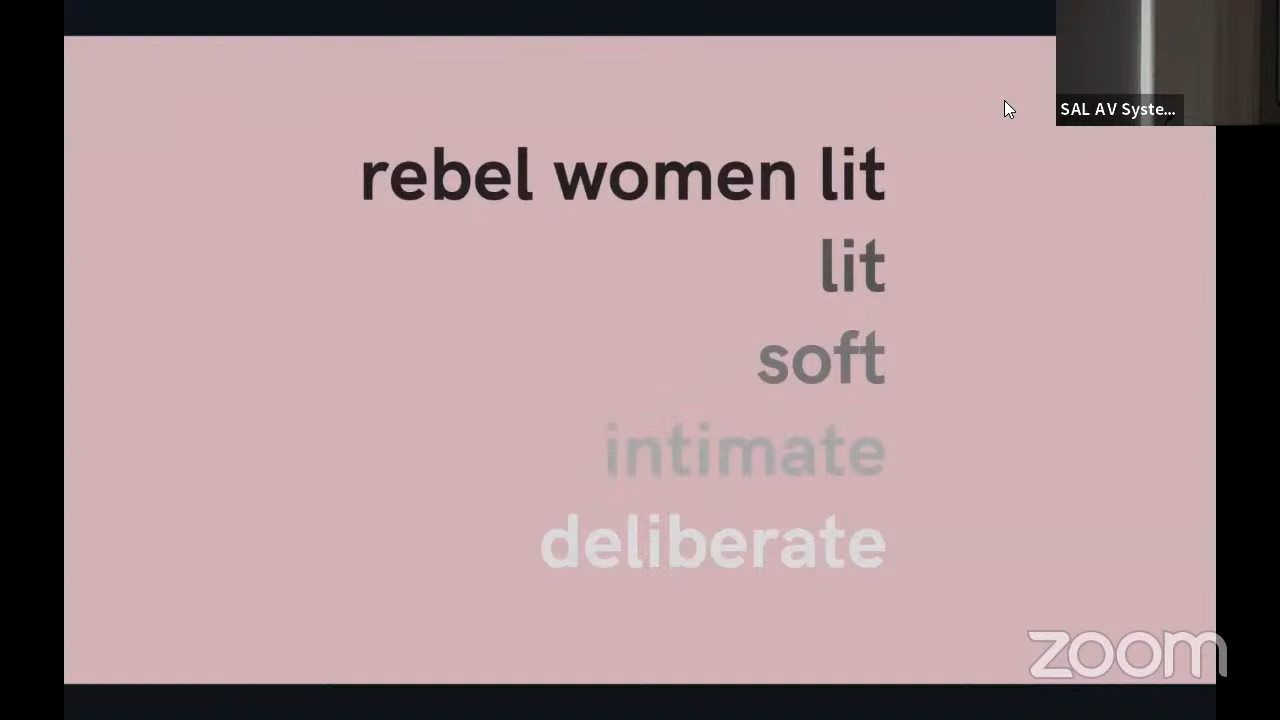 SAL AV Syste...
rebel women lit
lit
soft
intimate
deliberate
zoom